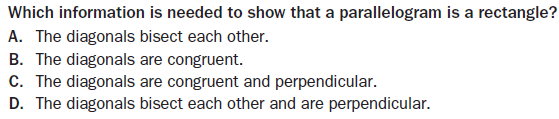 Which information is needed to show that a parallelogram is a rectangle?
A. The diagonals bisect each other.
B. The diagonals are congruent.
C. The diagonals are congruent and perpendicular.
D. The diagonals bisect each other and are perpendicular.